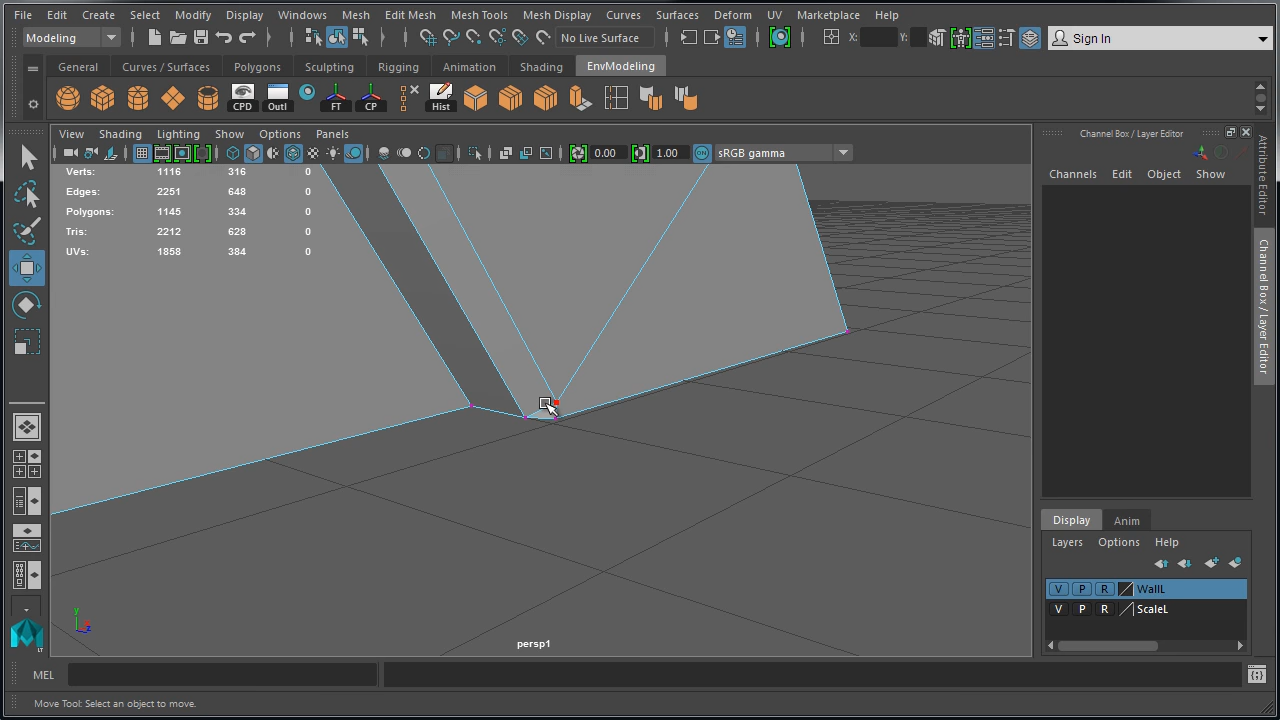 File Edit Create Select Modify Display Windows Mesh Edit Mesh Mesh Tools Mesh Display Curves Surfaces Deform UV Marketplace Help
Modeling No Live Surface X: Y: Sign In
General Curves / Surfaces Polygons Sculpting Rigging Animation Shading EnvModeling
CPD Outl FT CP Hist
View Shading Lighting Show Options Panels
0.00 1.00 sRGB gamma
Verts: 1116 316 0
Edges: 2251 648 0
Polygons: 1145 334 0
Tris: 2212 628 0
UVs: 1858 384 0
y
z
persp1
Channel Box / Layer Editor
Channels Edit Object Show
Attribute Editor
Channel Box / Layer Editor
Display Anim
Layers Options Help
V P R WallL
V P R ScaleL
LT
MEL
Move Tool: Select an object to move.